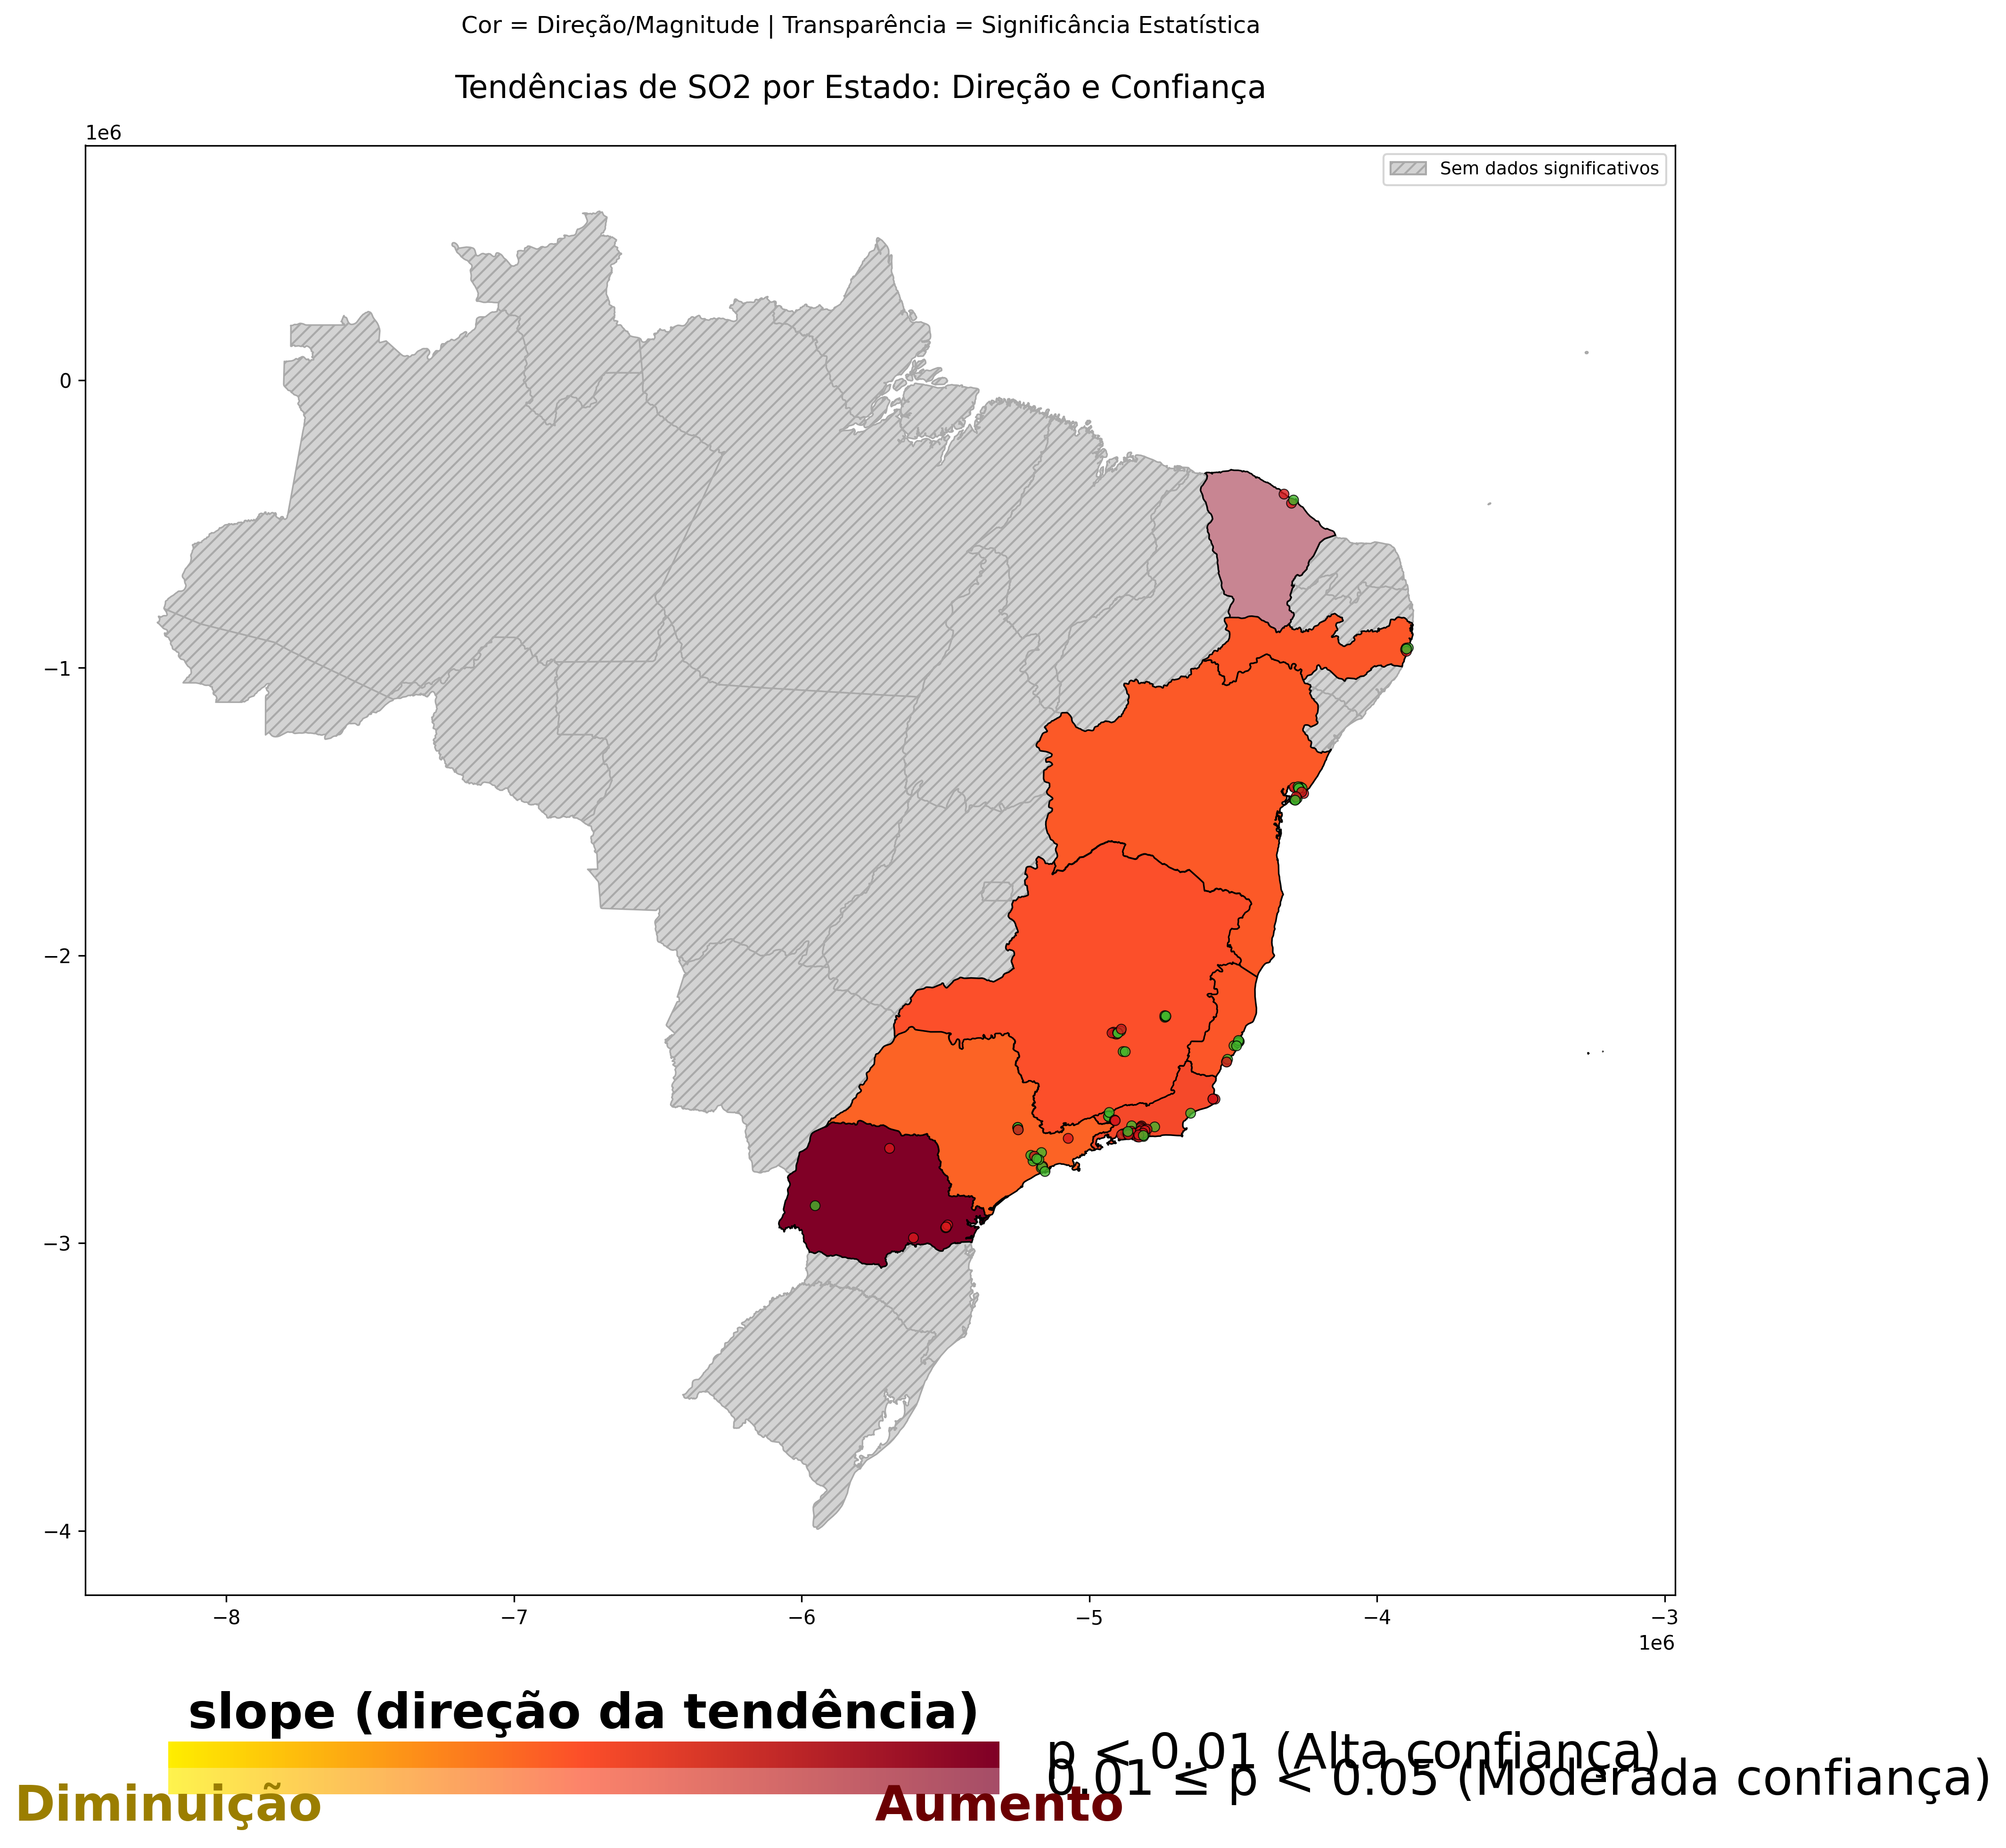 Cor = Direção/Magnitude | Transparência = Significância Estatística
Tendências de SO2 por Estado: Direção e Confiança
1e6
Sem dados significativos
0
−1
−2
−3
−4
−8
−7
−6
−5
−4
−3
1e6
slope (direção da tendência)
p < 0.01 (Alta confiança)
0.01 ≤ p < 0.05 (Moderada confiança)
Diminuição
Aumento